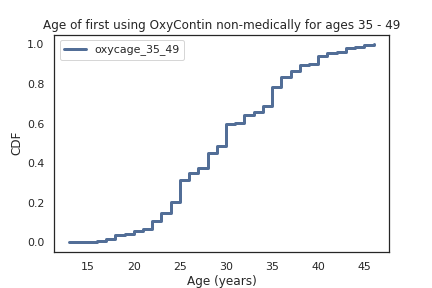 Age of first using OxyContin non-medically for ages 35 - 49
oxycage_35_49
1.0
0.8
0.6
0.4
0.2
0.0
CDF
15 20 25 30 35 40 45
Age (years)